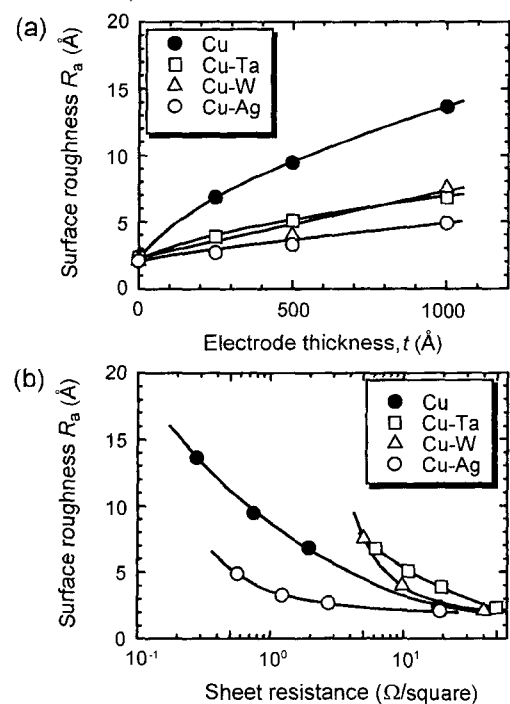 (a)
Surface roughness Ra (Å)
20
15
10
5
0
Cu
Cu-Ta
Cu-W
Cu-Ag
0 500 1000
Electrode thickness, t (Å)
(b)
Surface roughness Ra (Å)
20
15
10
5
0
Cu
Cu-Ta
Cu-W
Cu-Ag
10⁻¹ 10⁰ 10¹
Sheet resistance (Ω/square)